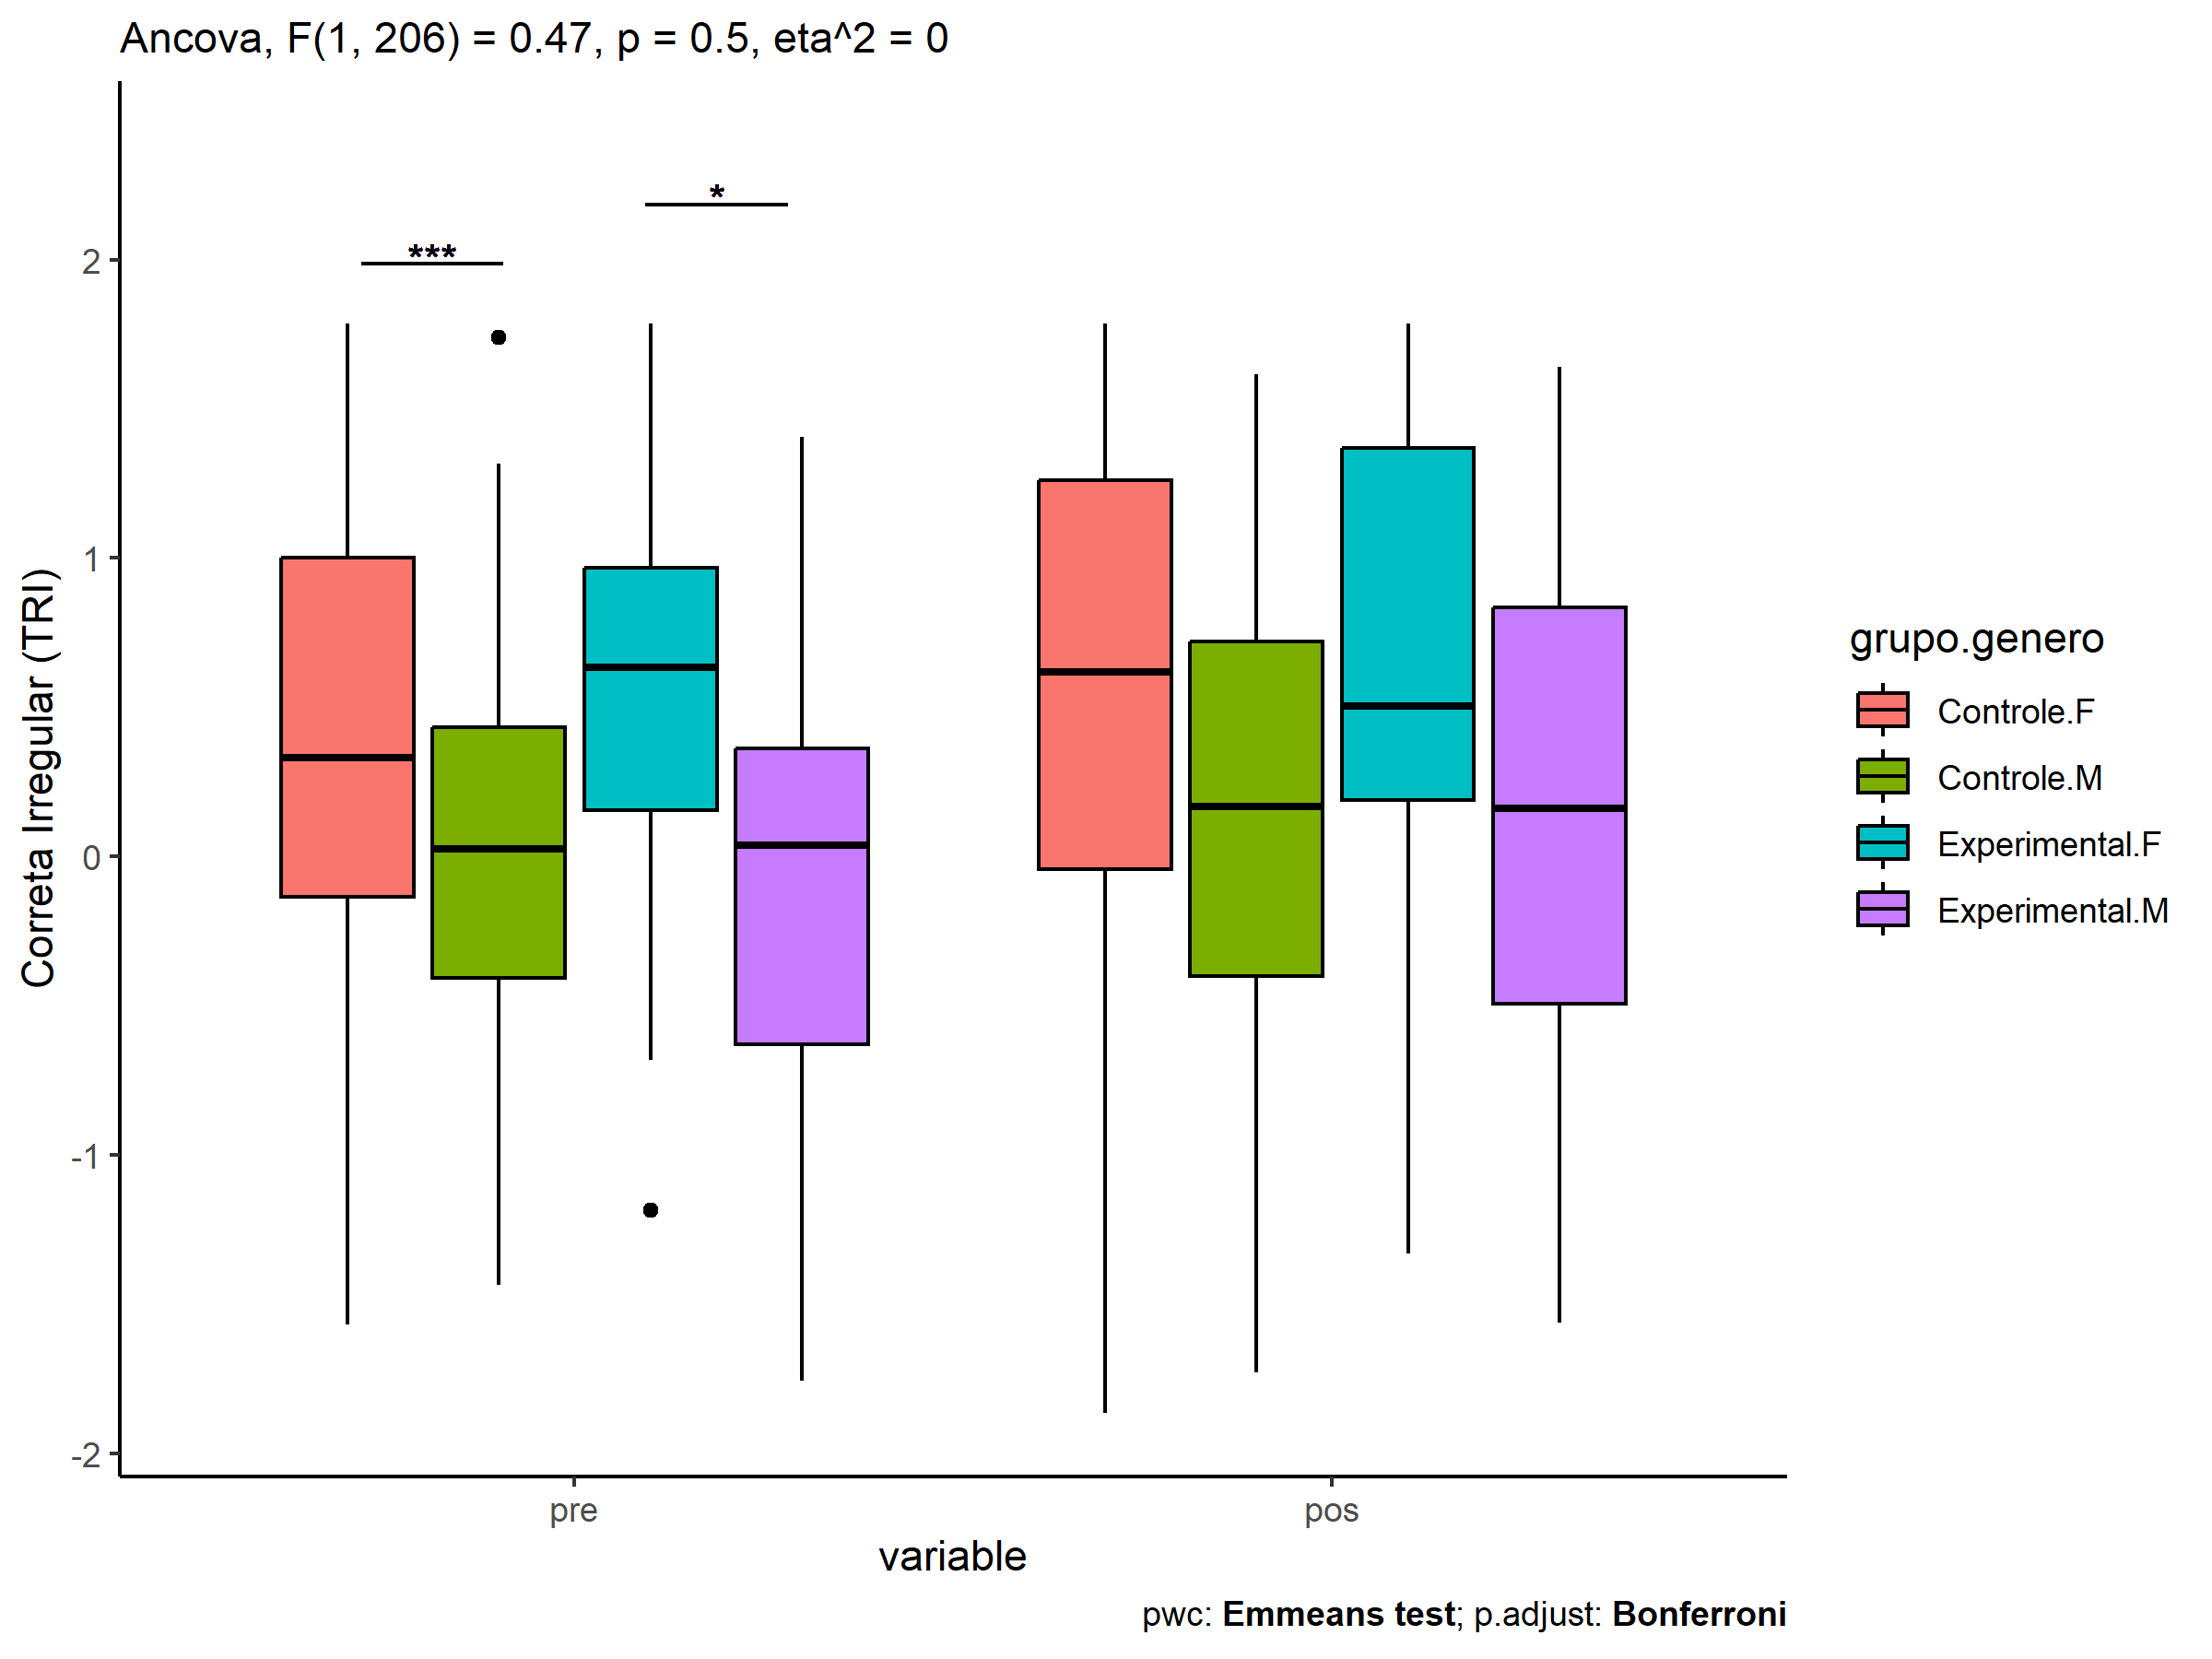 Ancova, F(1, 206) = 0.47, p = 0.5, eta^2 = 0
*
***
2
1
0
-1
-2
Correta Irregular (TRI)
pre
pos
variable
grupo.genero
Controle.F
Controle.M
Experimental.F
Experimental.M
pwc: Emmeans test; p.adjust: Bonferroni